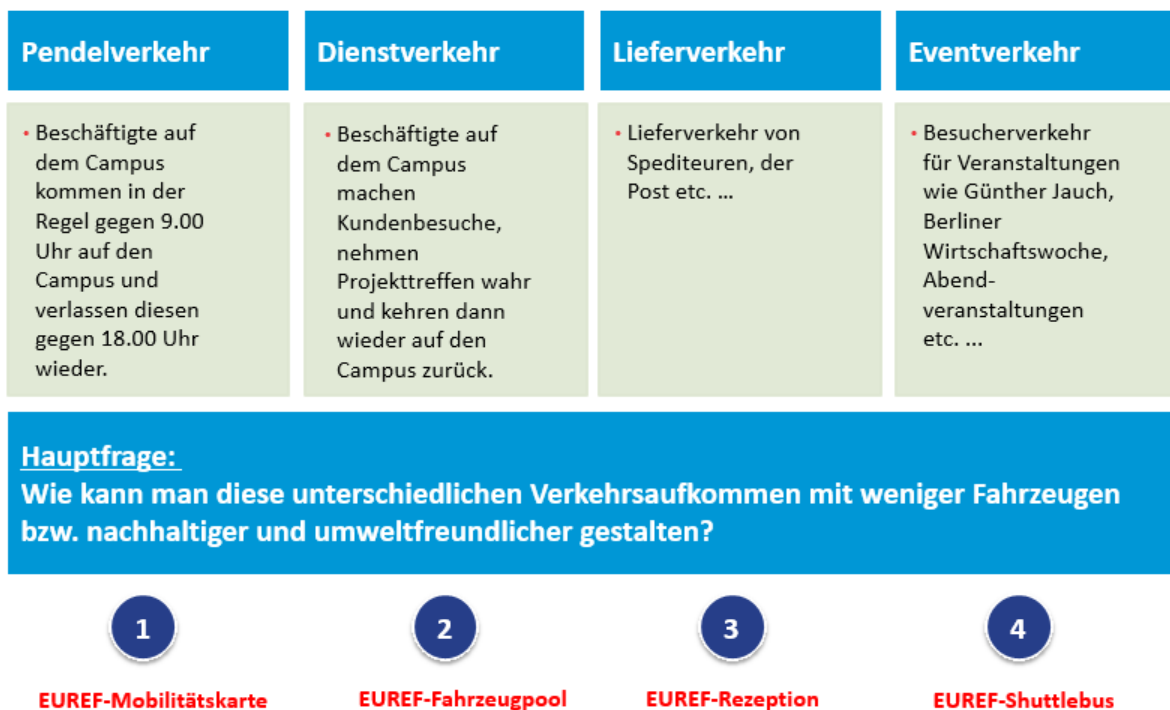 Pendelverkehr
• Beschäftigte auf
dem Campus
kommen in der
Regel gegen 9.00
Uhr auf den
Campus und
verlassen diesen
gegen 18.00 Uhr
wieder.
Dienstverkehr
• Beschäftigte auf
dem Campus
machen
Kundenbesuche,
nehmen
Projekttreffen wahr
und kehren dann
wieder auf den
Campus zurück.
Lieferverkehr
• Lieferverkehr von
Spediteuren, der
Post etc. ...
Eventverkehr
• Besucherverkehr
für Veranstaltungen
wie Günther Jauch,
Berliner
Wirtschaftswoche,
Abend-
veranstaltungen
etc. ...
Hauptfrage:
Wie kann man diese unterschiedlichen Verkehrsaufkommen mit weniger Fahrzeugen
bzw. nachhaltiger und umweltfreundlicher gestalten?
1
EUREF-Mobilitätskarte
2
EUREF-Fahrzeugpool
3
EUREF-Rezeption
4
EUREF-Shuttlebus